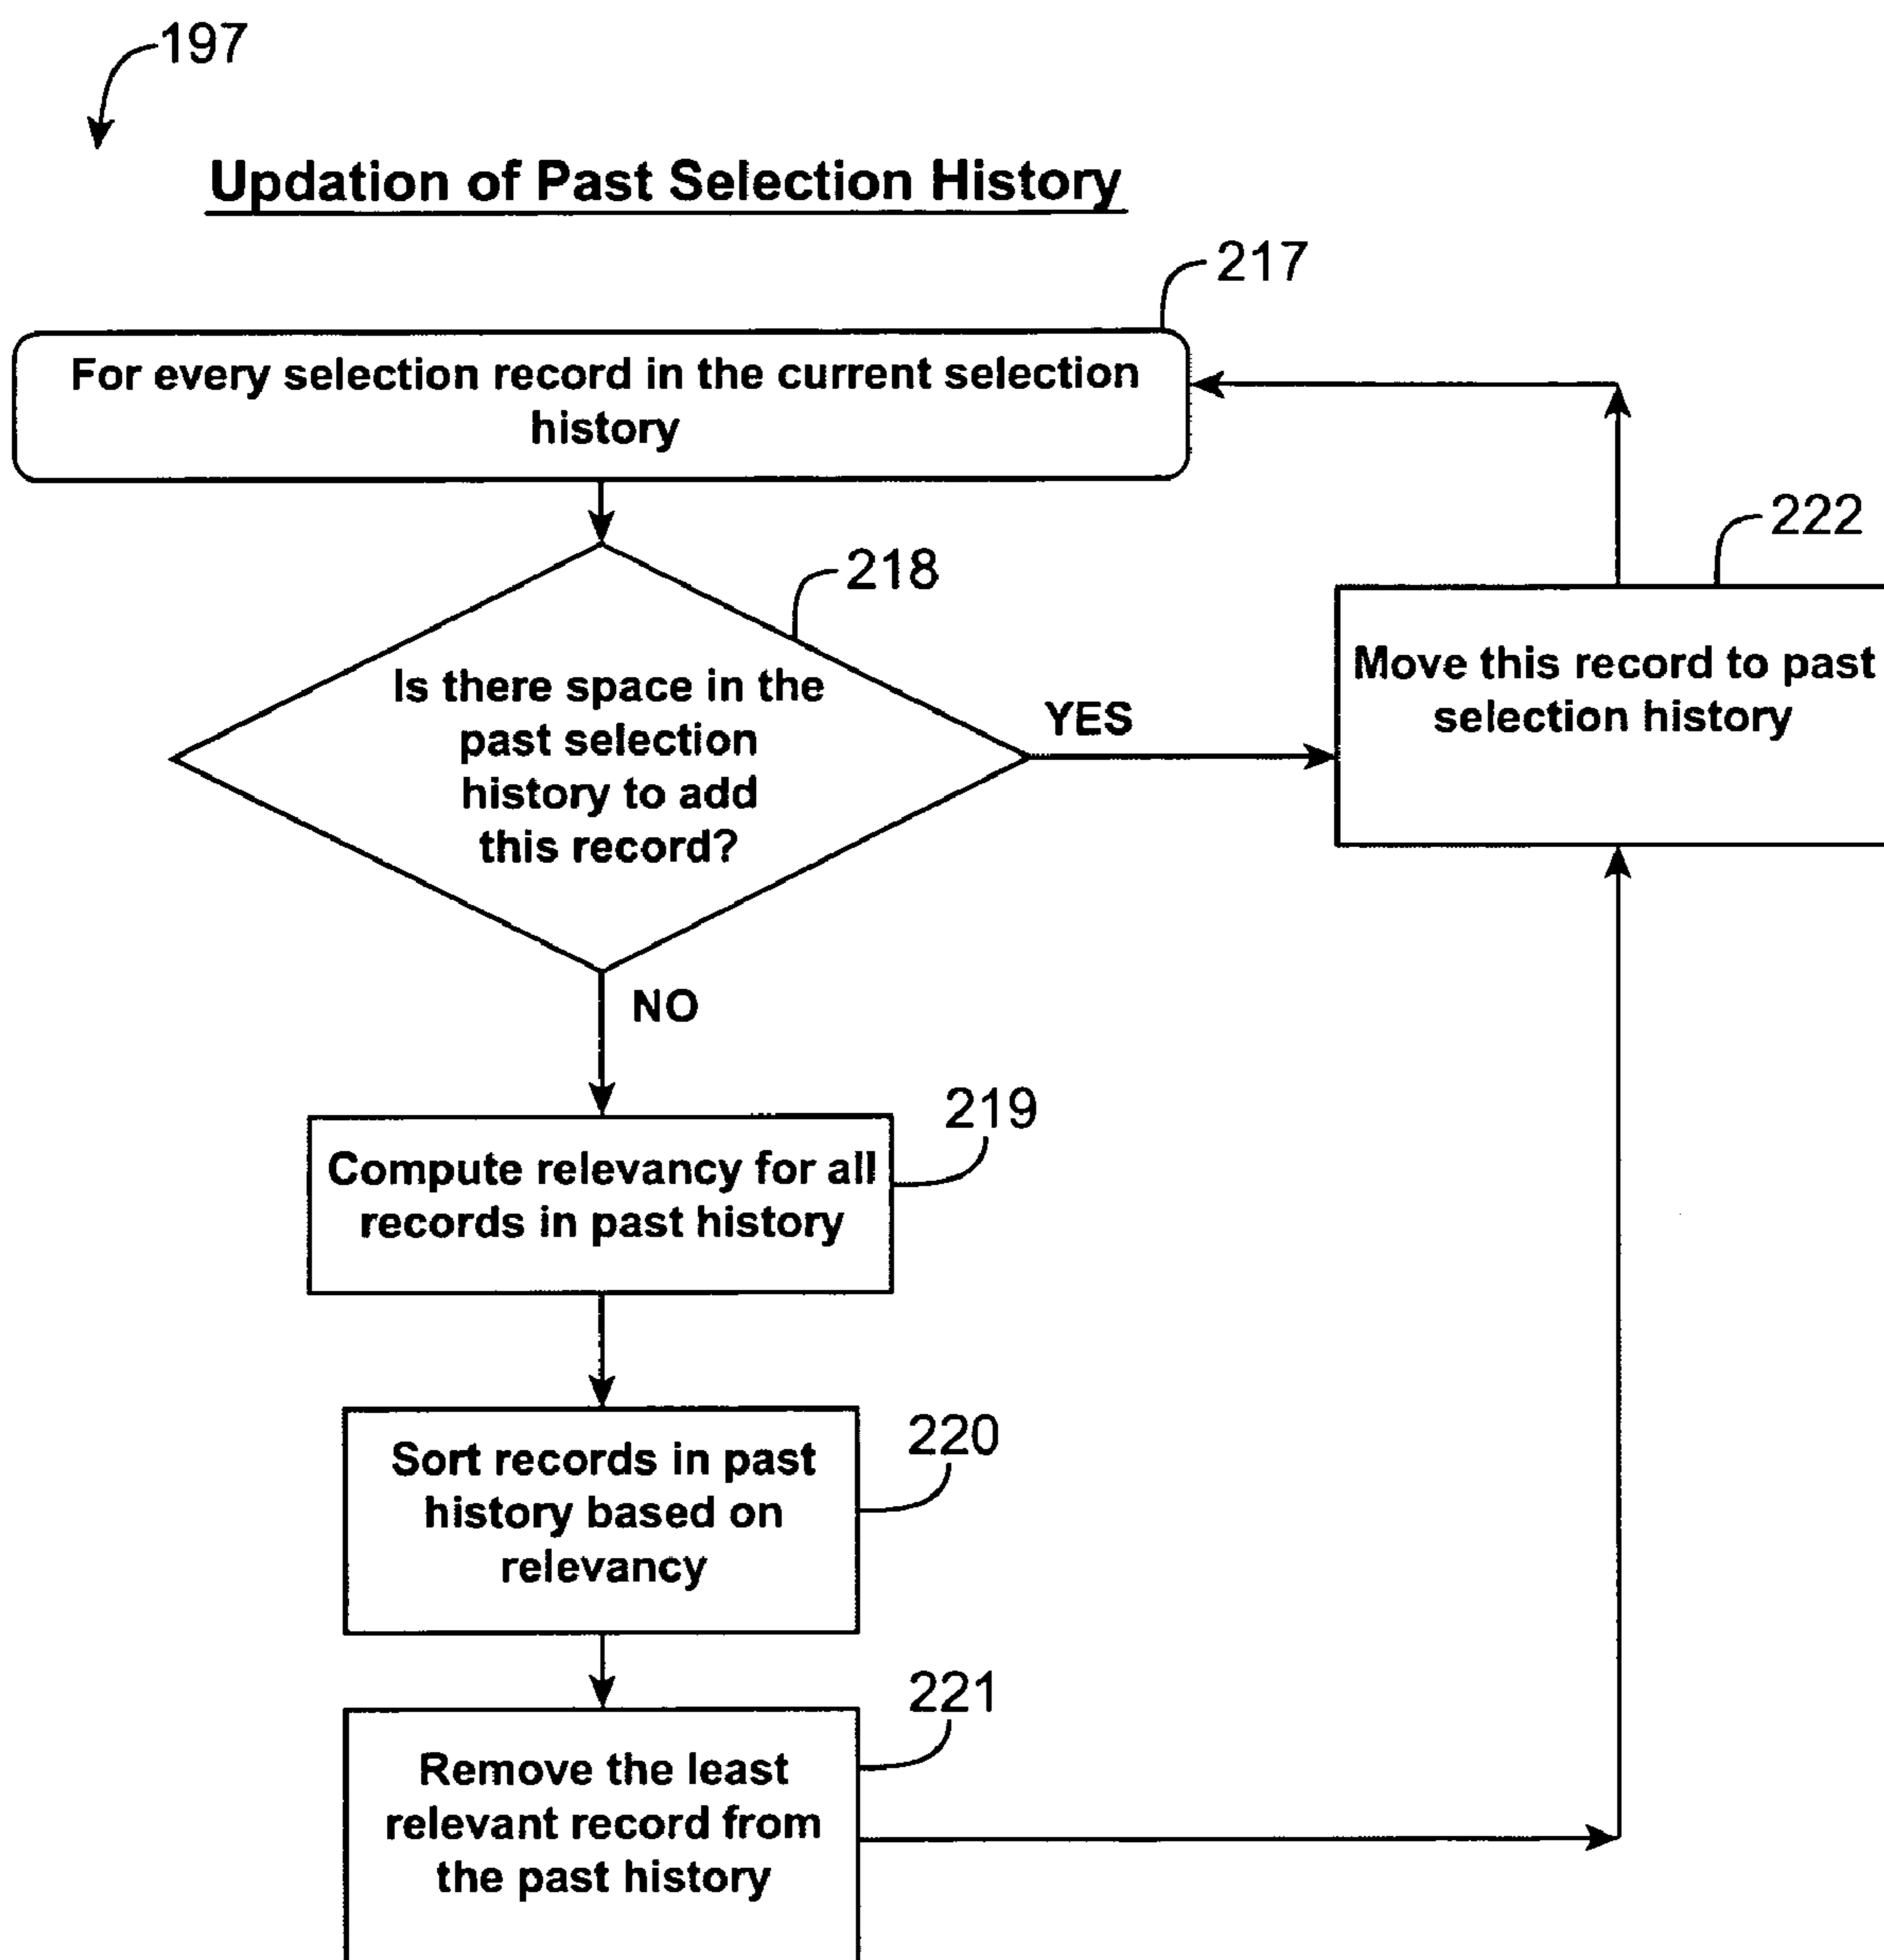 197
Updation of Past Selection History
217
For every selection record in the current selection
history
222
218
Move this record to past
selection history
Is there space in the
past selection
history to add
this record?
YES
NO
219
Compute relevancy for all
records in past history
220
Sort records in past
history based on
relevancy
221
Remove the least
relevant record from
the past history